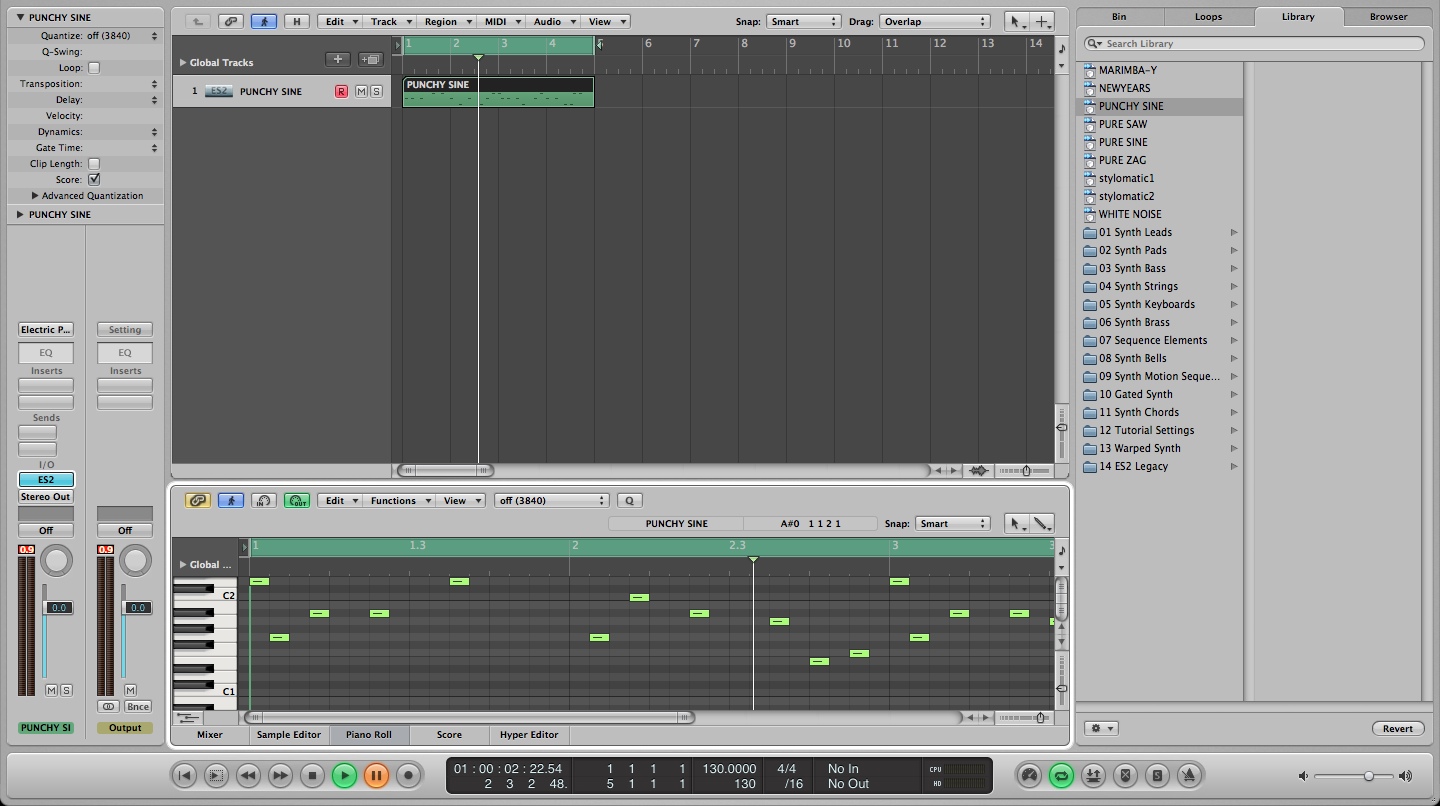 PUNCHY SINE
Quantize: off (3840)
Q-Swing:
Loop:
Transposition:
Delay:
Velocity:
Dynamics:
Gate Time:
Clip Length:
Score:
Advanced Quantization
PUNCHY SINE
Electric P... Setting
EQ EQ
Inserts Inserts
Sends
I/O
ES2
Stereo Out
Off Off
0.9 0.9
0.0 0.0
M S M
Bnce
PUNCHY SI Output
H Edit Track Region MIDI Audio View Snap: Smart Drag: Overlap
1 2 3 4 5 6 7 8 9 10 11 12 13 14
Global Tracks
1 ES2 PUNCHY SINE R M S
PUNCHY SINE
IN OUT Edit Functions View off (3840) Q
PUNCHY SINE A#0 1 1 2 1 Snap: Smart
1 1.3 2 2.3 3
Global ...
C2
C1
Mixer Sample Editor Piano Roll Score Hyper Editor
Bin Loops Library Browser
Search Library
MARIMBA-Y
NEWYEARS
PUNCHY SINE
PURE SAW
PURE SINE
PURE ZAG
stylomatic1
stylomatic2
WHITE NOISE
01 Synth Leads
02 Synth Pads
03 Synth Bass
04 Synth Strings
05 Synth Keyboards
06 Synth Brass
07 Sequence Elements
08 Synth Bells
09 Synth Motion Seque...
10 Gated Synth
11 Synth Chords
12 Tutorial Settings
13 Warped Synth
14 ES2 Legacy
Revert
01 : 00 : 02 : 22.54 1 1 1 1 130.0000 4/4 No In CPU
2 3 2 48. 5 1 1 1 130 /16 No Out HD
S